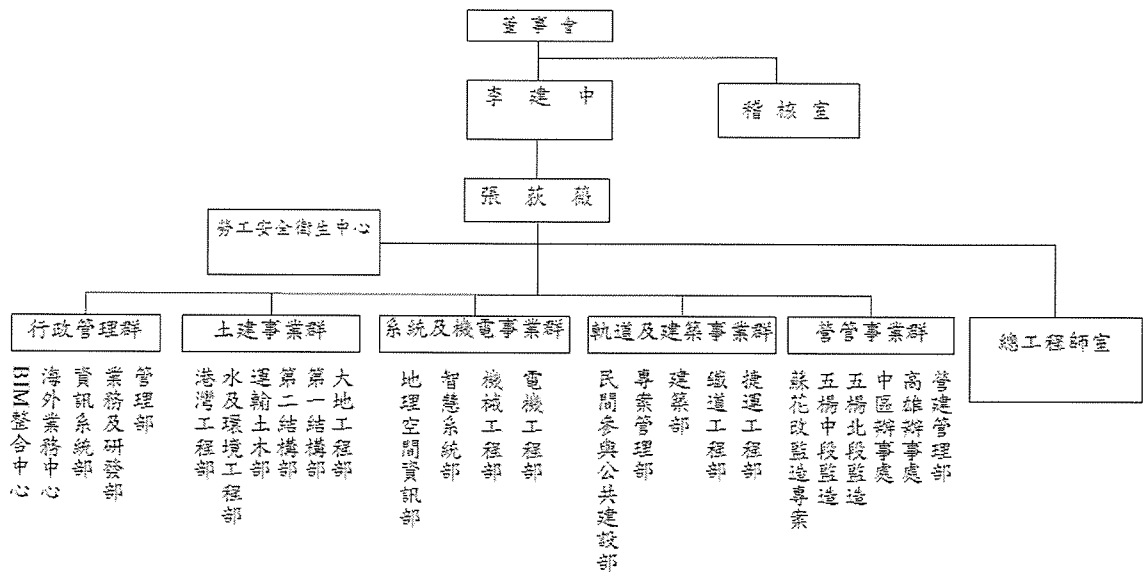 董事會
李建中
稽核室
張荻薇
勞工安全衛生中心
行政管理群
土建事業群
系統及機電事業群
軌道及建築事業群
營管事業群
總工程師室
管理部
業務及研發部
資訊系統部
海外業務中心
BIM整合中心
大地工程部
第一結構部
第二結構部
運輸土木部
水及環境工程部
港灣工程部
電機工程部
機械工程部
智慧系統部
地理空間資訊部
捷運工程部
鐵道工程部
建築部
專案管理部
民間參與公共建設部
營建管理部
高雄辦事處
中區辦事處
五楊北段監造
五楊中段監造
蘇花改監造專案